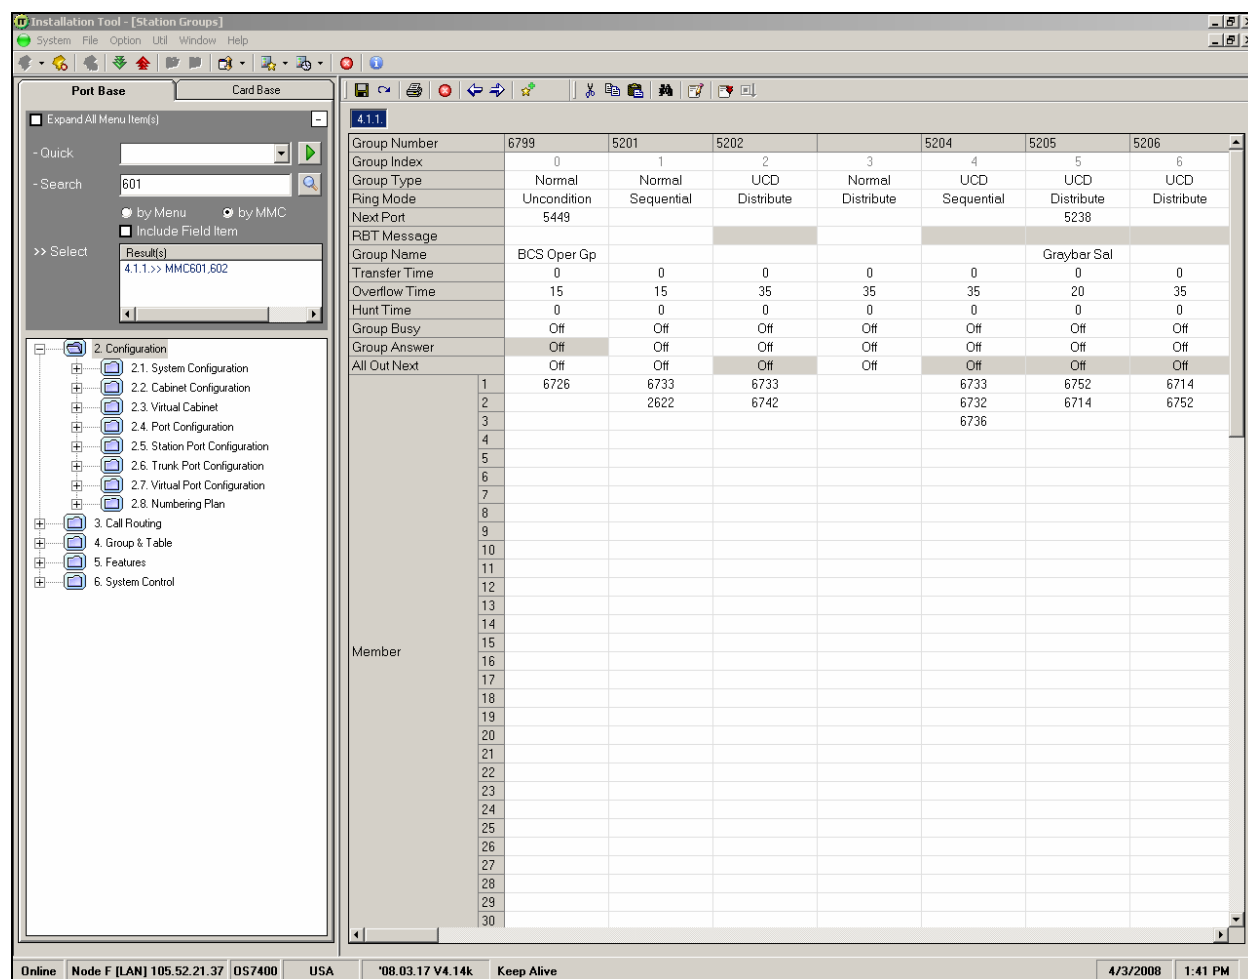 Installation Tool - [Station Groups]
System File Option Util Window Help
Port Base Card Base
Expand All Menu Item(s)
- Quick
- Search 601
by Menu by MMC
Include Field Item
>> Select Result(s)
4.1.1.>> MMC601,602
2. Configuration
2.1. System Configuration
2.2. Cabinet Configuration
2.3. Virtual Cabinet
2.4. Port Configuration
2.5. Station Port Configuration
2.6. Trunk Port Configuration
2.7. Virtual Port Configuration
2.8. Numbering Plan
3. Call Routing
4. Group & Table
5. Features
6. System Control
4.1.1.
Group Number 6799 5201 5202 5204 5205 5206
Group Index 0 1 2 3 4 5 6
Group Type Normal Normal UCD Normal UCD UCD UCD
Ring Mode Uncondition Sequential Distribute Distribute Sequential Distribute Distribute
Next Port 5449 5238
RBT Message
Group Name BCS Oper Gp Graybar Sal
Transfer Time 0 0 0 0 0 0 0
Overflow Time 15 15 35 35 35 20 35
Hunt Time 0 0 0 0 0 0 0
Group Busy Off Off Off Off Off Off Off
Group Answer Off Off Off Off Off Off Off
All Out Next Off Off Off Off Off Off Off
Member
1 6726 6733 6733 6733 6752 6714
2 2622 6742 6732 6714 6752
3 6736
4
5
6
7
8
9
10
11
12
13
14
15
16
17
18
19
20
21
22
23
24
25
26
27
28
29
30
Online Node F [LAN] 105.52.21.37 OS7400 USA '08.03.17 V4.14k Keep Alive 4/3/2008 1:41 PM